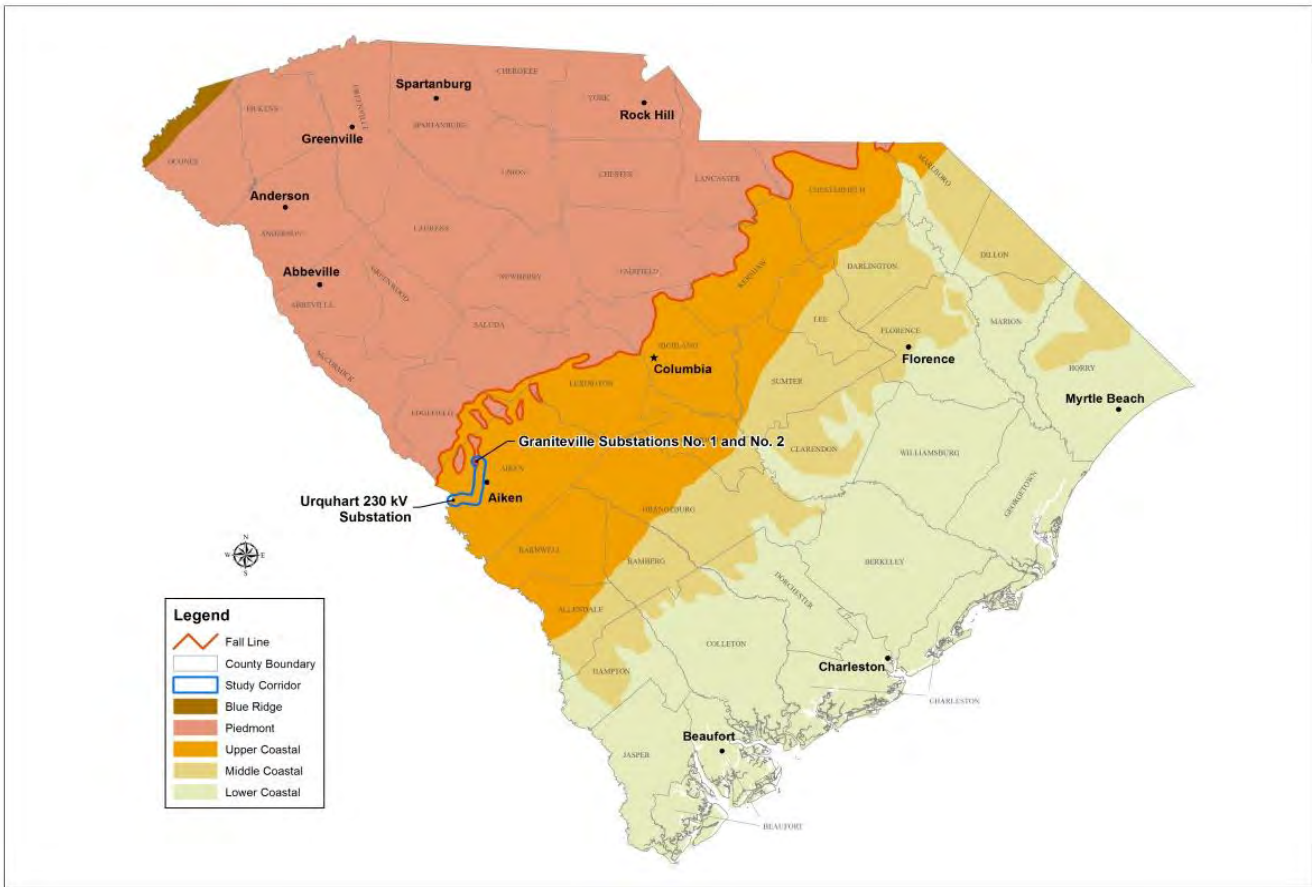 CHEROKEE
Spartanburg
YORK
Rock Hill
PICKENS
GREENVILLE
SPARTANBURG
Greenville
OCONEE
UNION
CHESTER
LANCASTER
MARLBORO
CHESTERFIELD
Anderson
ANDERSON
LAURENS
Abbeville
ABBEVILLE
GREENWOOD
NEWBERRY
FAIRFIELD
KERSHAW
DARLINGTON
DILLON
SALUDA
LEE
MARION
FLORENCE
Florence
MCCORMICK
RICHLAND
Columbia
LEXINGTON
HORRY
SUMTER
Myrtle Beach
EDGEFIELD
Graniteville Substations No. 1 and No. 2
CLARENDON
WILLIAMSBURG
AIKEN
Aiken
Urquhart 230 kV
Substation
GEORGETOWN
ORANGEBURG
N
W E
S
BARNWELL
BAMBERG
BERKELEY
DORCHESTER
ALLENDALE
COLLETON
Charleston
HAMPTON
CHARLESTON
Beaufort
JASPER
BEAUFORT
Legend
Fall Line
County Boundary
Study Corridor
Blue Ridge
Piedmont
Upper Coastal
Middle Coastal
Lower Coastal